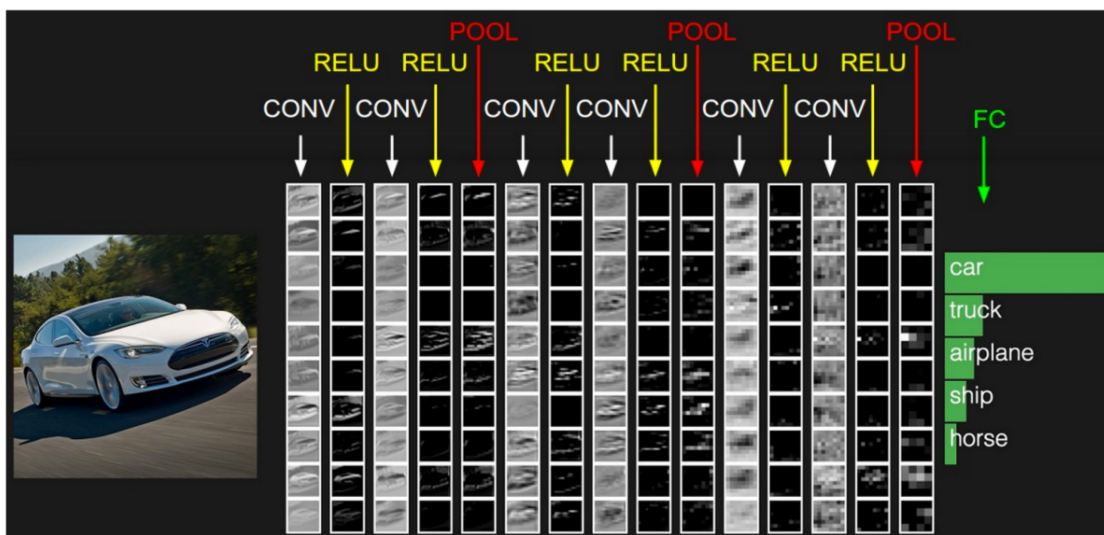 POOL POOL POOL
RELU RELU RELU RELU RELU RELU
CONV CONV CONV CONV CONV CONV
FC
car
truck
airplane
ship
horse